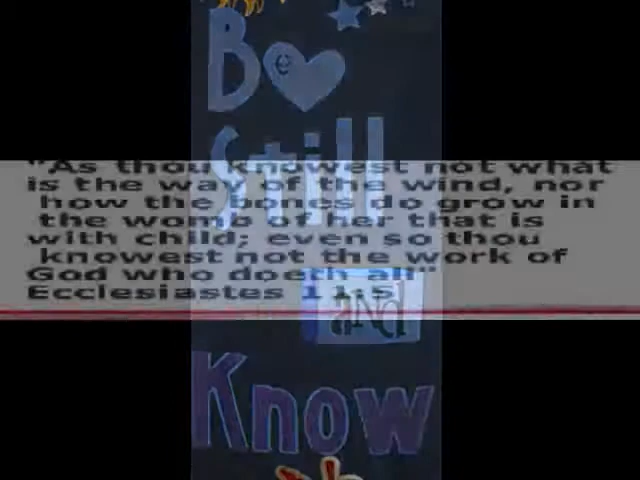 Be
Still
"As thou knowest not what
is the way of the wind, nor
how the bones do grow in
the womb of her that is
with child; even so thou
knowest not the work of
God who doeth all"
Ecclesiastes 11:5
and
Know